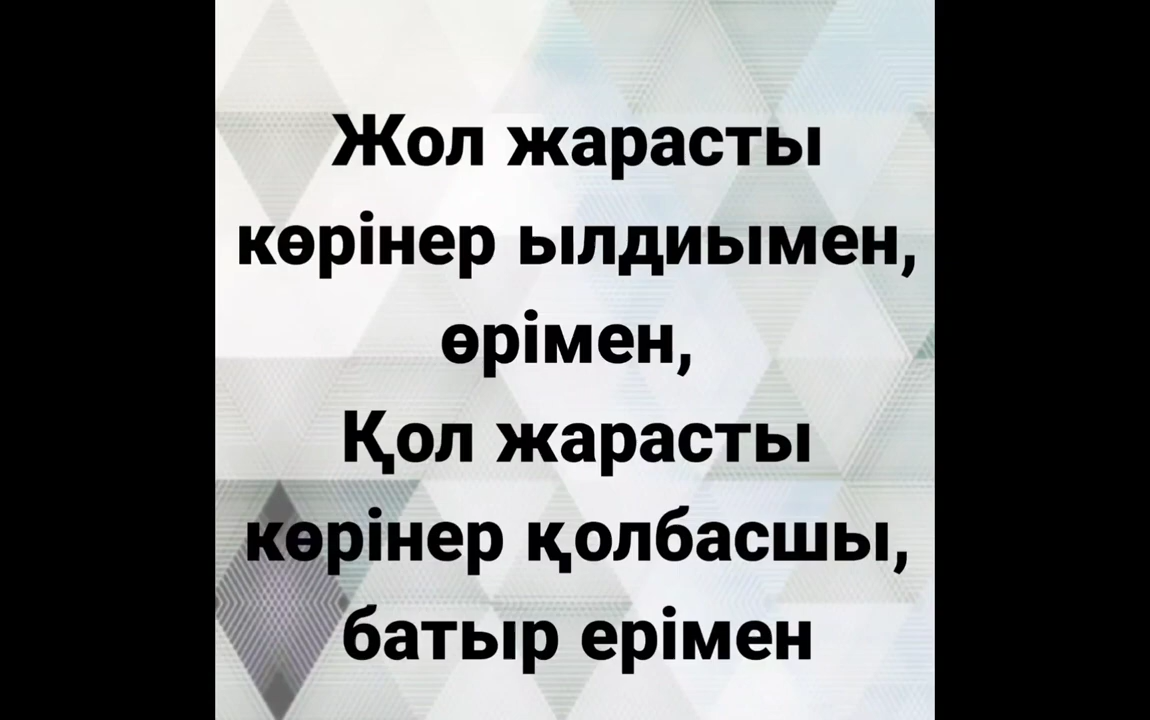 Жол жарасты
көрінер ылдиымен,
өрімен,
Қол жарасты
көрінер қолбасшы,
батыр ерімен